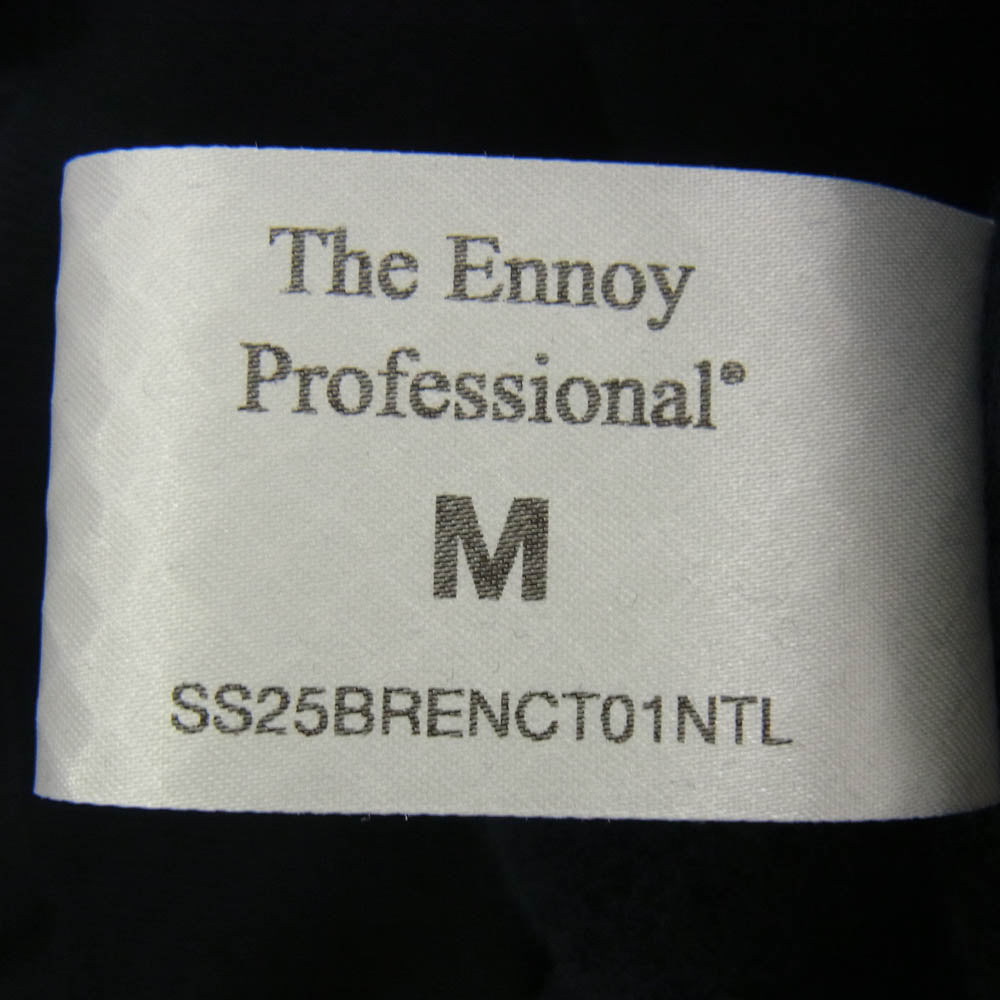 The Ennoy
Professional®
M
SS25BRENCT01NTL